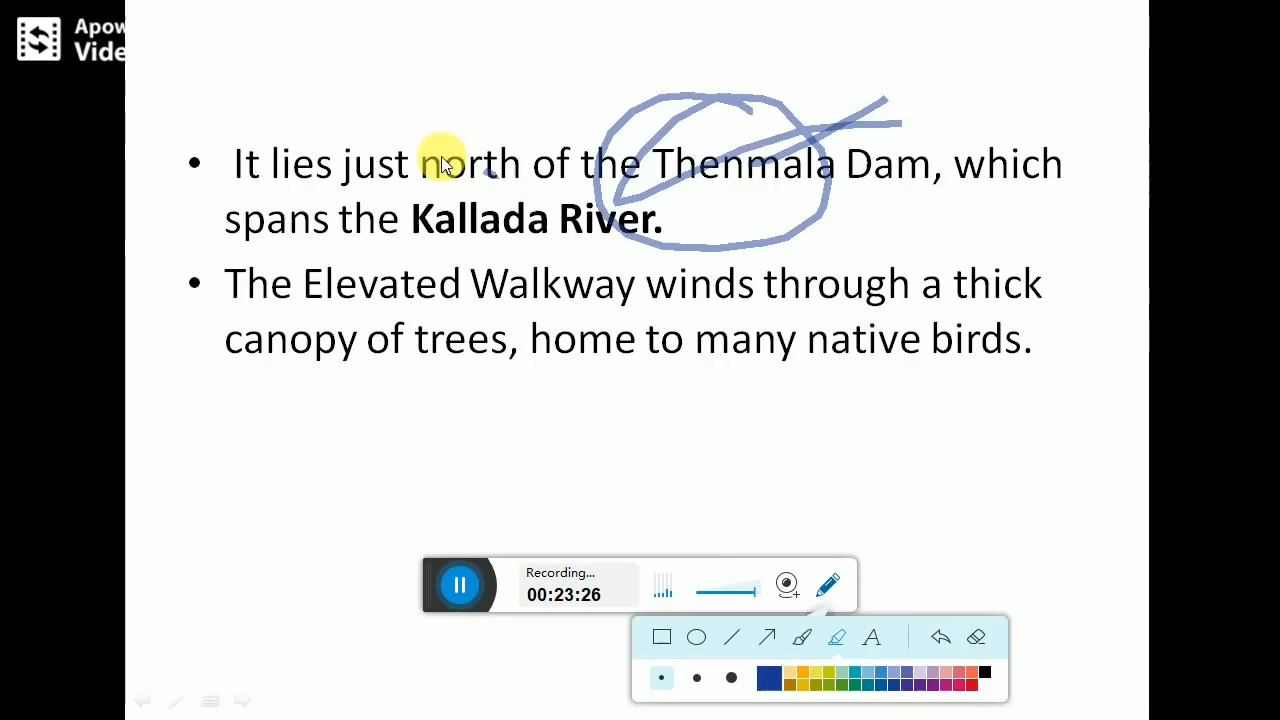 Apow
Vide
• It lies just north of the Thenmala Dam, which
spans the Kallada River.
• The Elevated Walkway winds through a thick
canopy of trees, home to many native birds.
Recording...
00:23:26
A